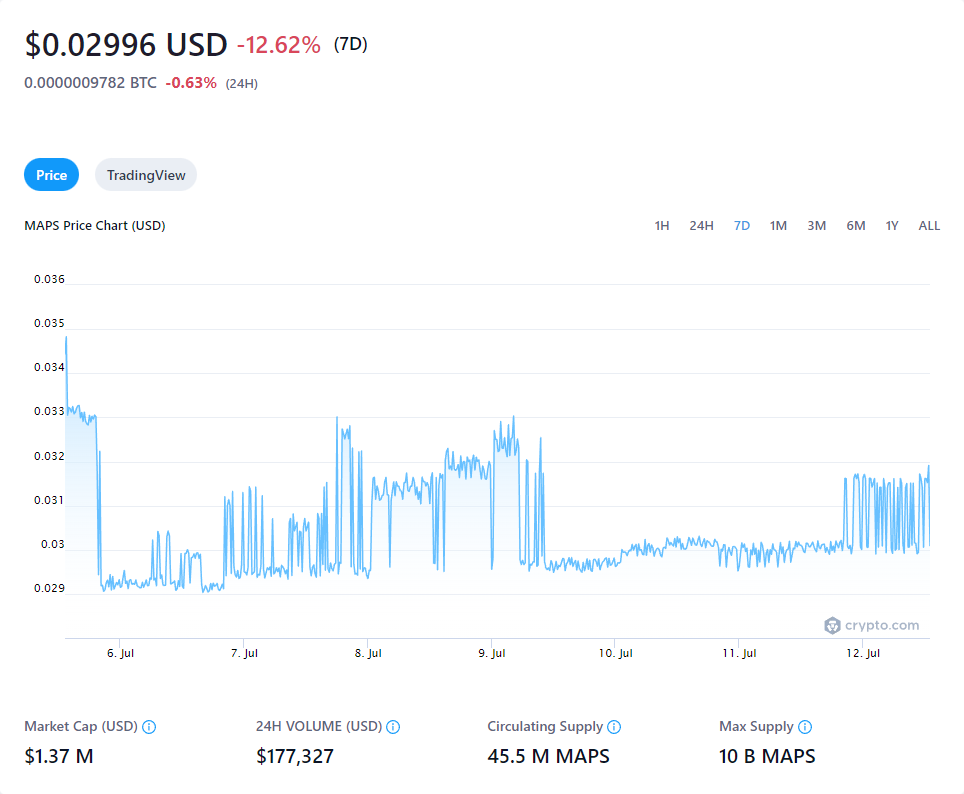 $0.02996 USD -12.62% (7D)
0.0000009782 BTC -0.63% (24H)
Price TradingView
MAPS Price Chart (USD) 1H 24H 7D 1M 3M 6M 1Y ALL
0.036
0.035
0.034
0.033
0.032
0.031
0.03
0.029
crypto.com
6. Jul 7. Jul 8. Jul 9. Jul 10. Jul 11. Jul 12. Jul
Market Cap (USD) 24H VOLUME (USD) Circulating Supply Max Supply
$1.37 M $177,327 45.5 M MAPS 10 B MAPS